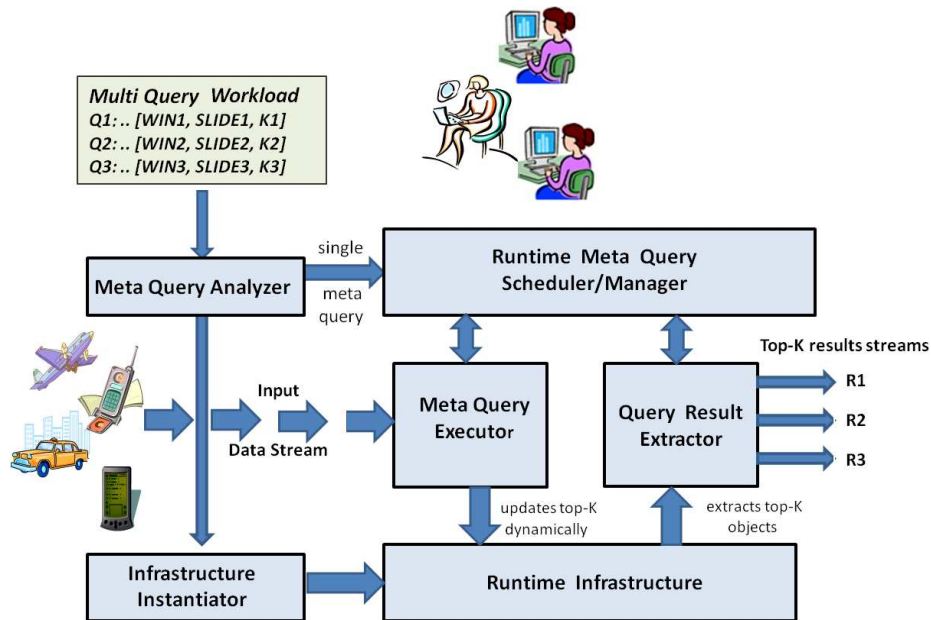 Multi Query Workload
Q1: .. [WIN1, SLIDE1, K1]
Q2: .. [WIN2, SLIDE2, K2]
Q3: .. [WIN3, SLIDE3, K3]
single
meta
query
Meta Query Analyzer
Runtime Meta Query
Scheduler/Manager
Input
Data Stream
Meta Query
Executor
Query Result
Extractor
Top-K results streams
R1
R2
R3
updates top-K
dynamically
extracts top-K
objects
Infrastructure
Instantiator
Runtime Infrastructure